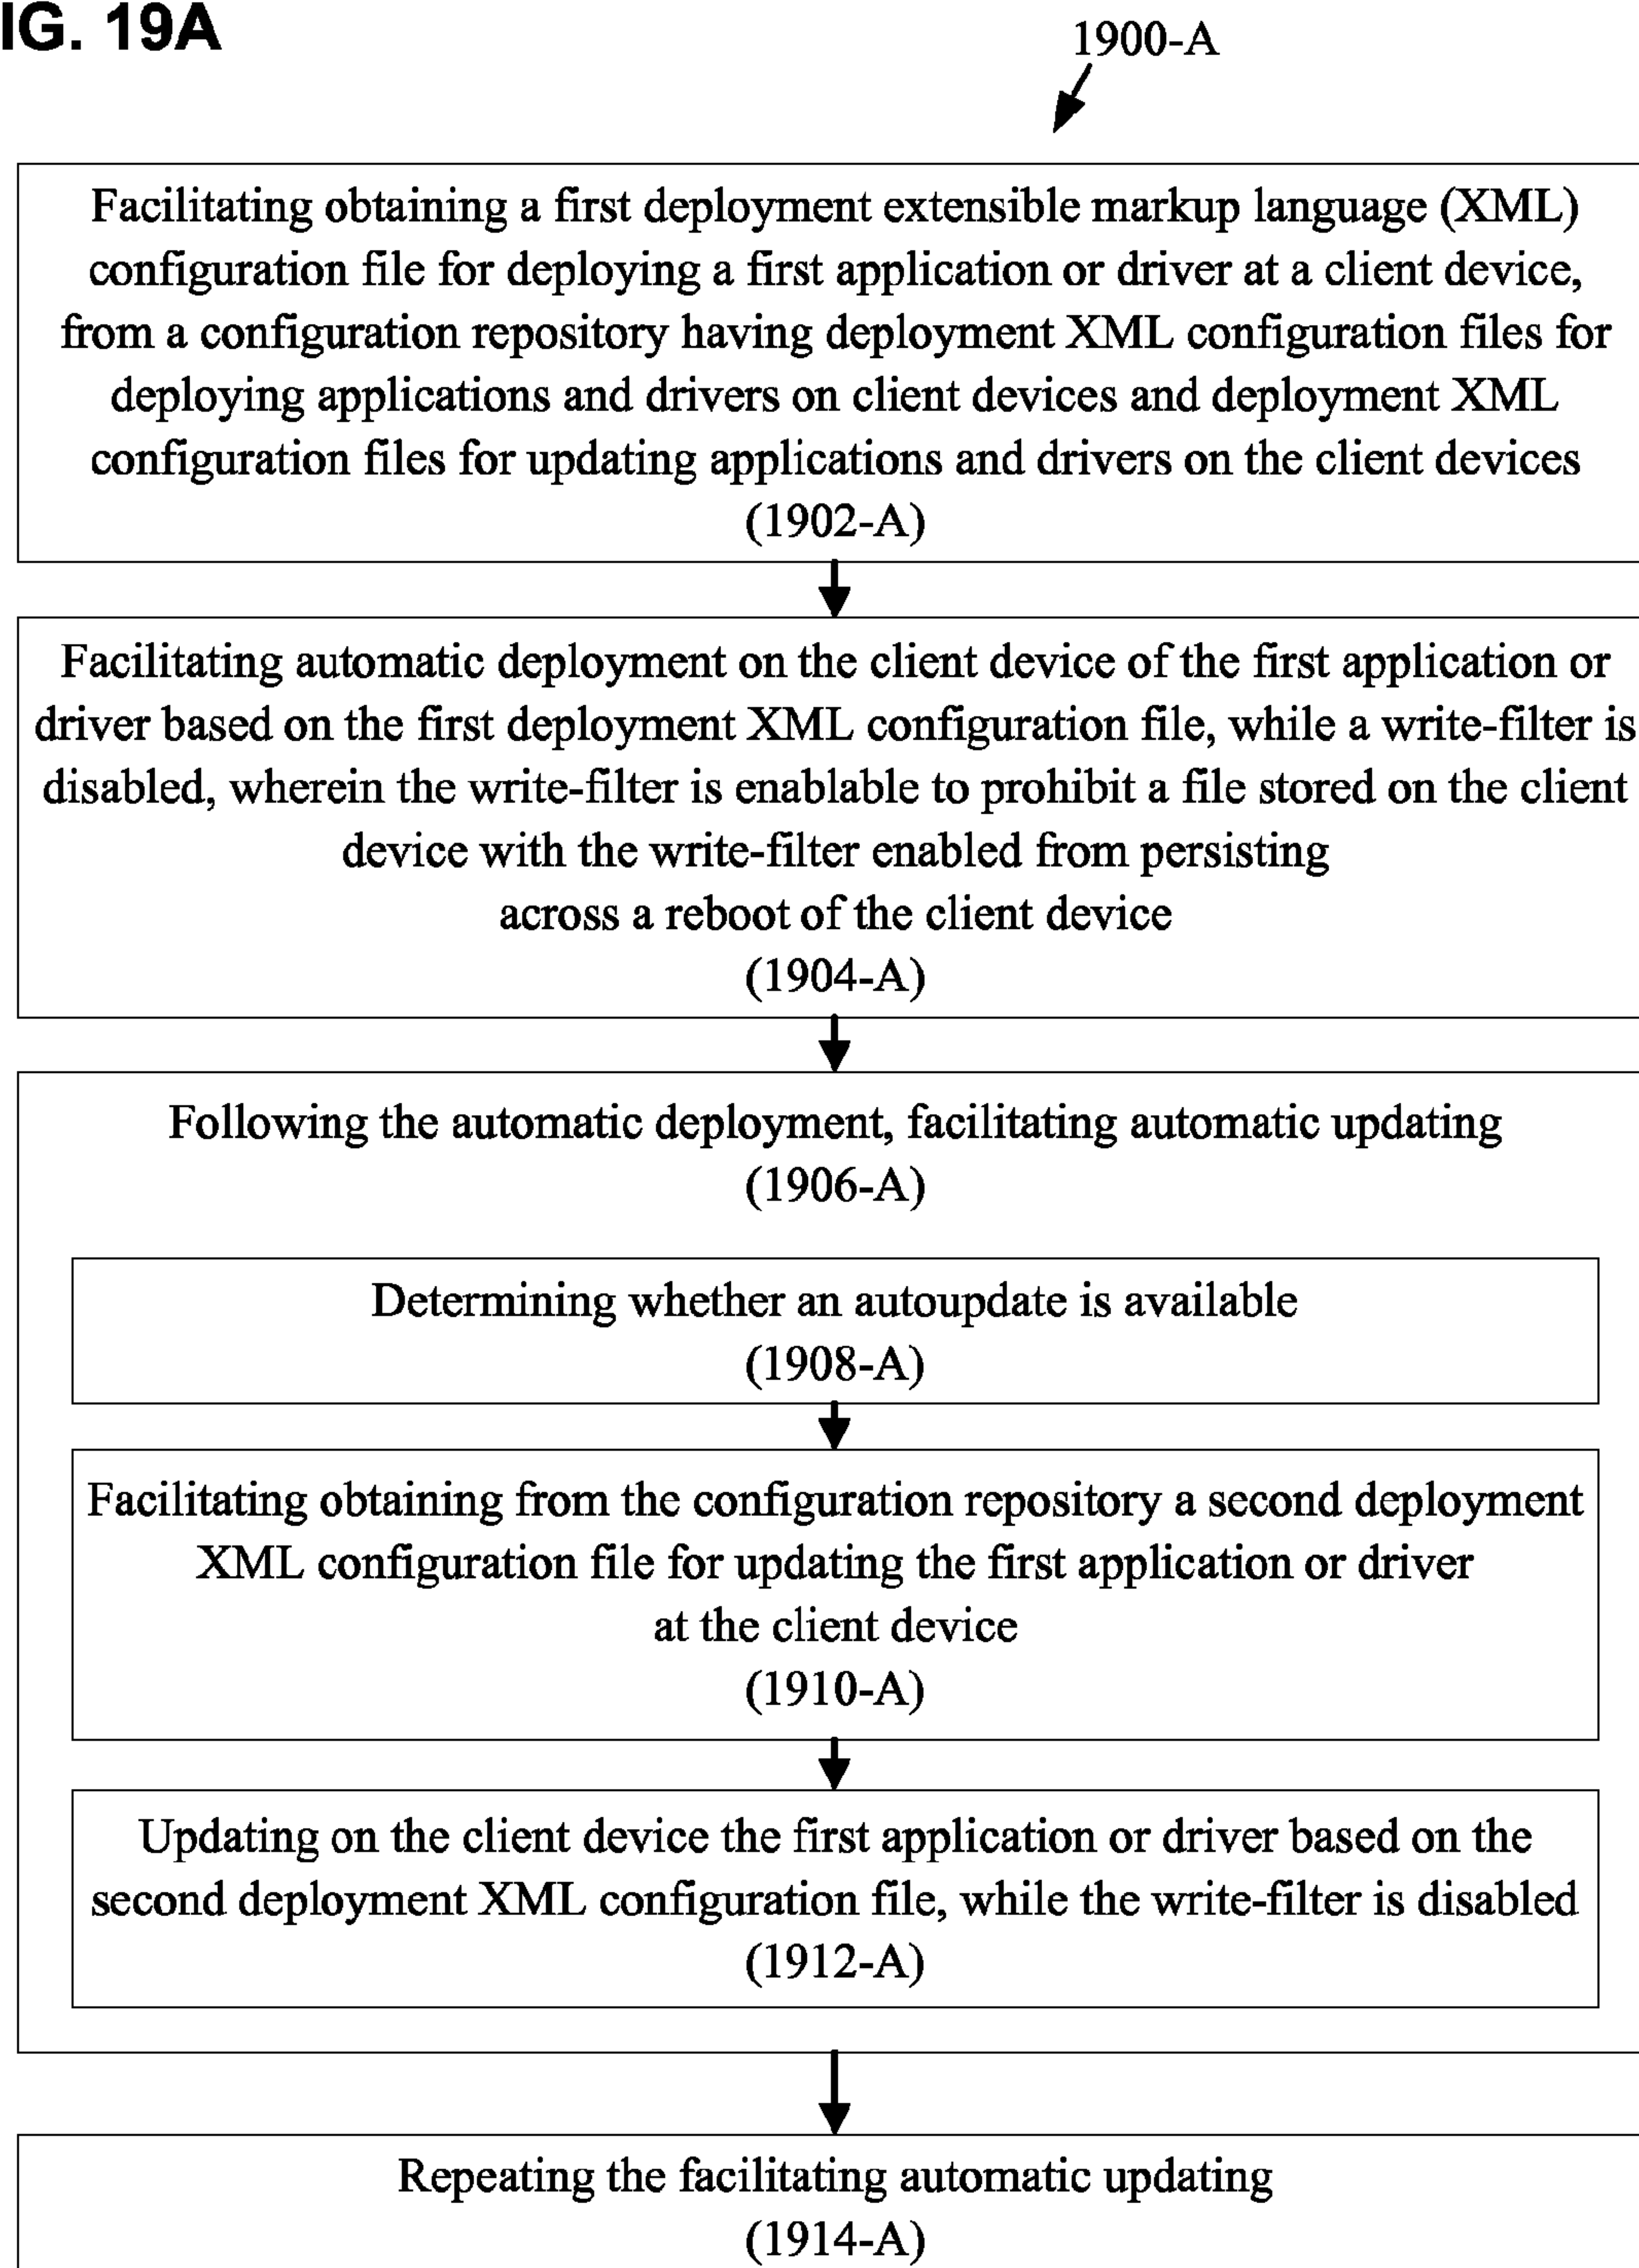 IG. 19A
1900-A
Facilitating obtaining a first deployment extensible markup language (XML)
configuration file for deploying a first application or driver at a client device,
from a configuration repository having deployment XML configuration files for
deploying applications and drivers on client devices and deployment XML
configuration files for updating applications and drivers on the client devices
(1902-A)
Facilitating automatic deployment on the client device of the first application or
driver based on the first deployment XML configuration file, while a write-filter is
disabled, wherein the write-filter is enablable to prohibit a file stored on the client
device with the write-filter enabled from persisting
across a reboot of the client device
(1904-A)
Following the automatic deployment, facilitating automatic updating
(1906-A)
Determining whether an autoupdate is available
(1908-A)
Facilitating obtaining from the configuration repository a second deployment
XML configuration file for updating the first application or driver
at the client device
(1910-A)
Updating on the client device the first application or driver based on the
second deployment XML configuration file, while the write-filter is disabled
(1912-A)
Repeating the facilitating automatic updating
(1914-A)